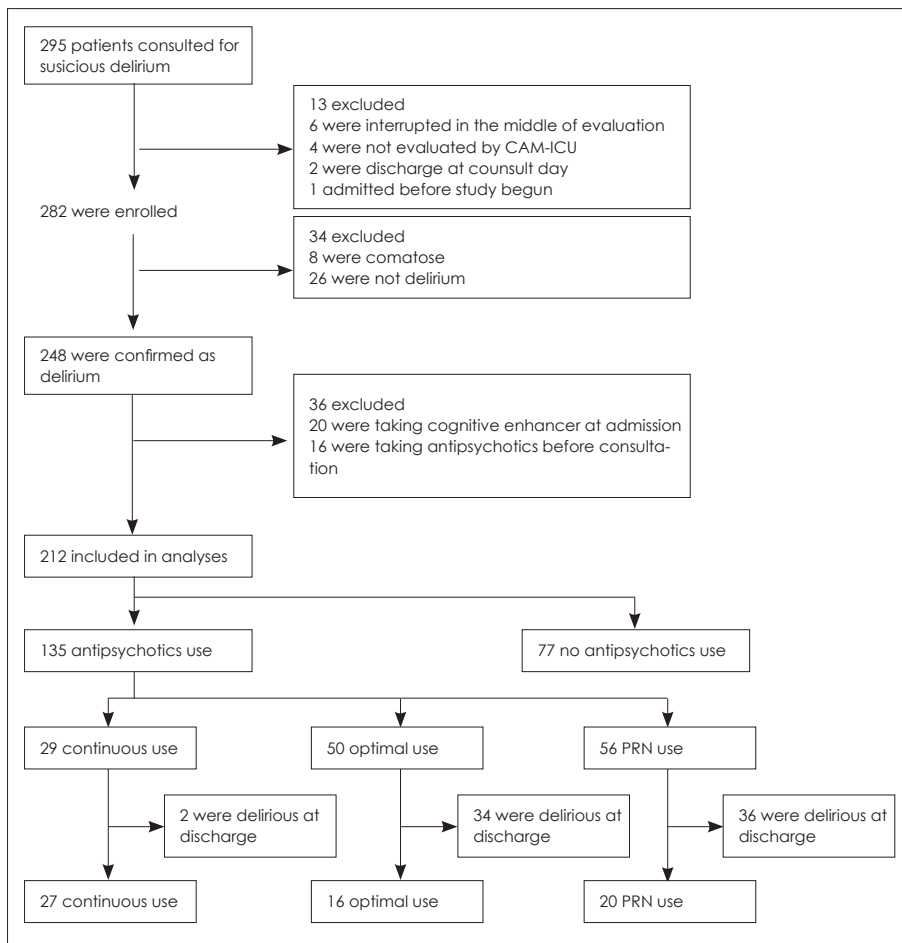 295 patients consulted for
susicious delirium
13 excluded
6 were interrupted in the middle of evaluation
4 were not evaluated by CAM-ICU
2 were discharge at counsult day
1 admitted before study begun
282 were enrolled
34 excluded
8 were comatose
26 were not delirium
248 were confirmed as
delirium
36 excluded
20 were taking cognitive enhancer at admission
16 were taking antipsychotics before consulta-
tion
212 included in analyses
135 antipsychotics use
77 no antipsychotics use
29 continuous use
50 optimal use
56 PRN use
2 were delirious at
discharge
34 were delirious at
discharge
36 were delirious at
discharge
27 continuous use
16 optimal use
20 PRN use